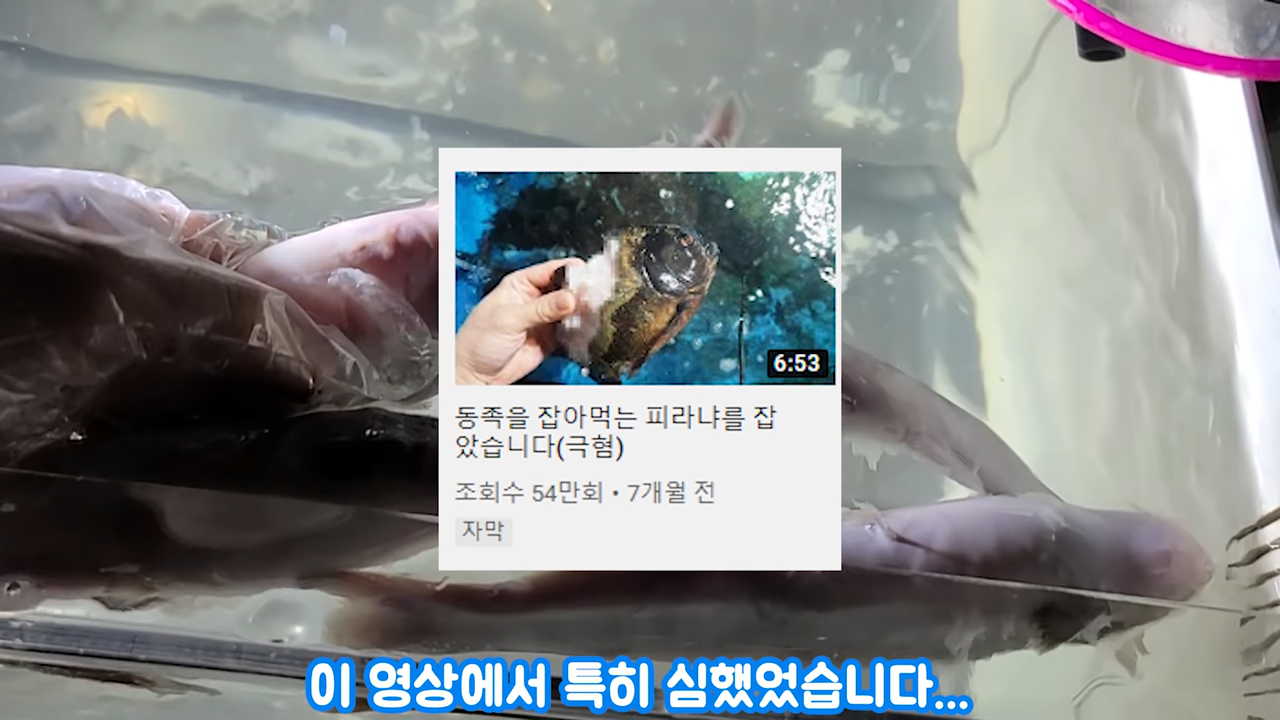 6:53
동족을 잡아먹는 피라냐를 잡
았습니다(극혐)
조회수 54만회 • 7개월 전
자막
이 영상에서 특히 심했었습니다...